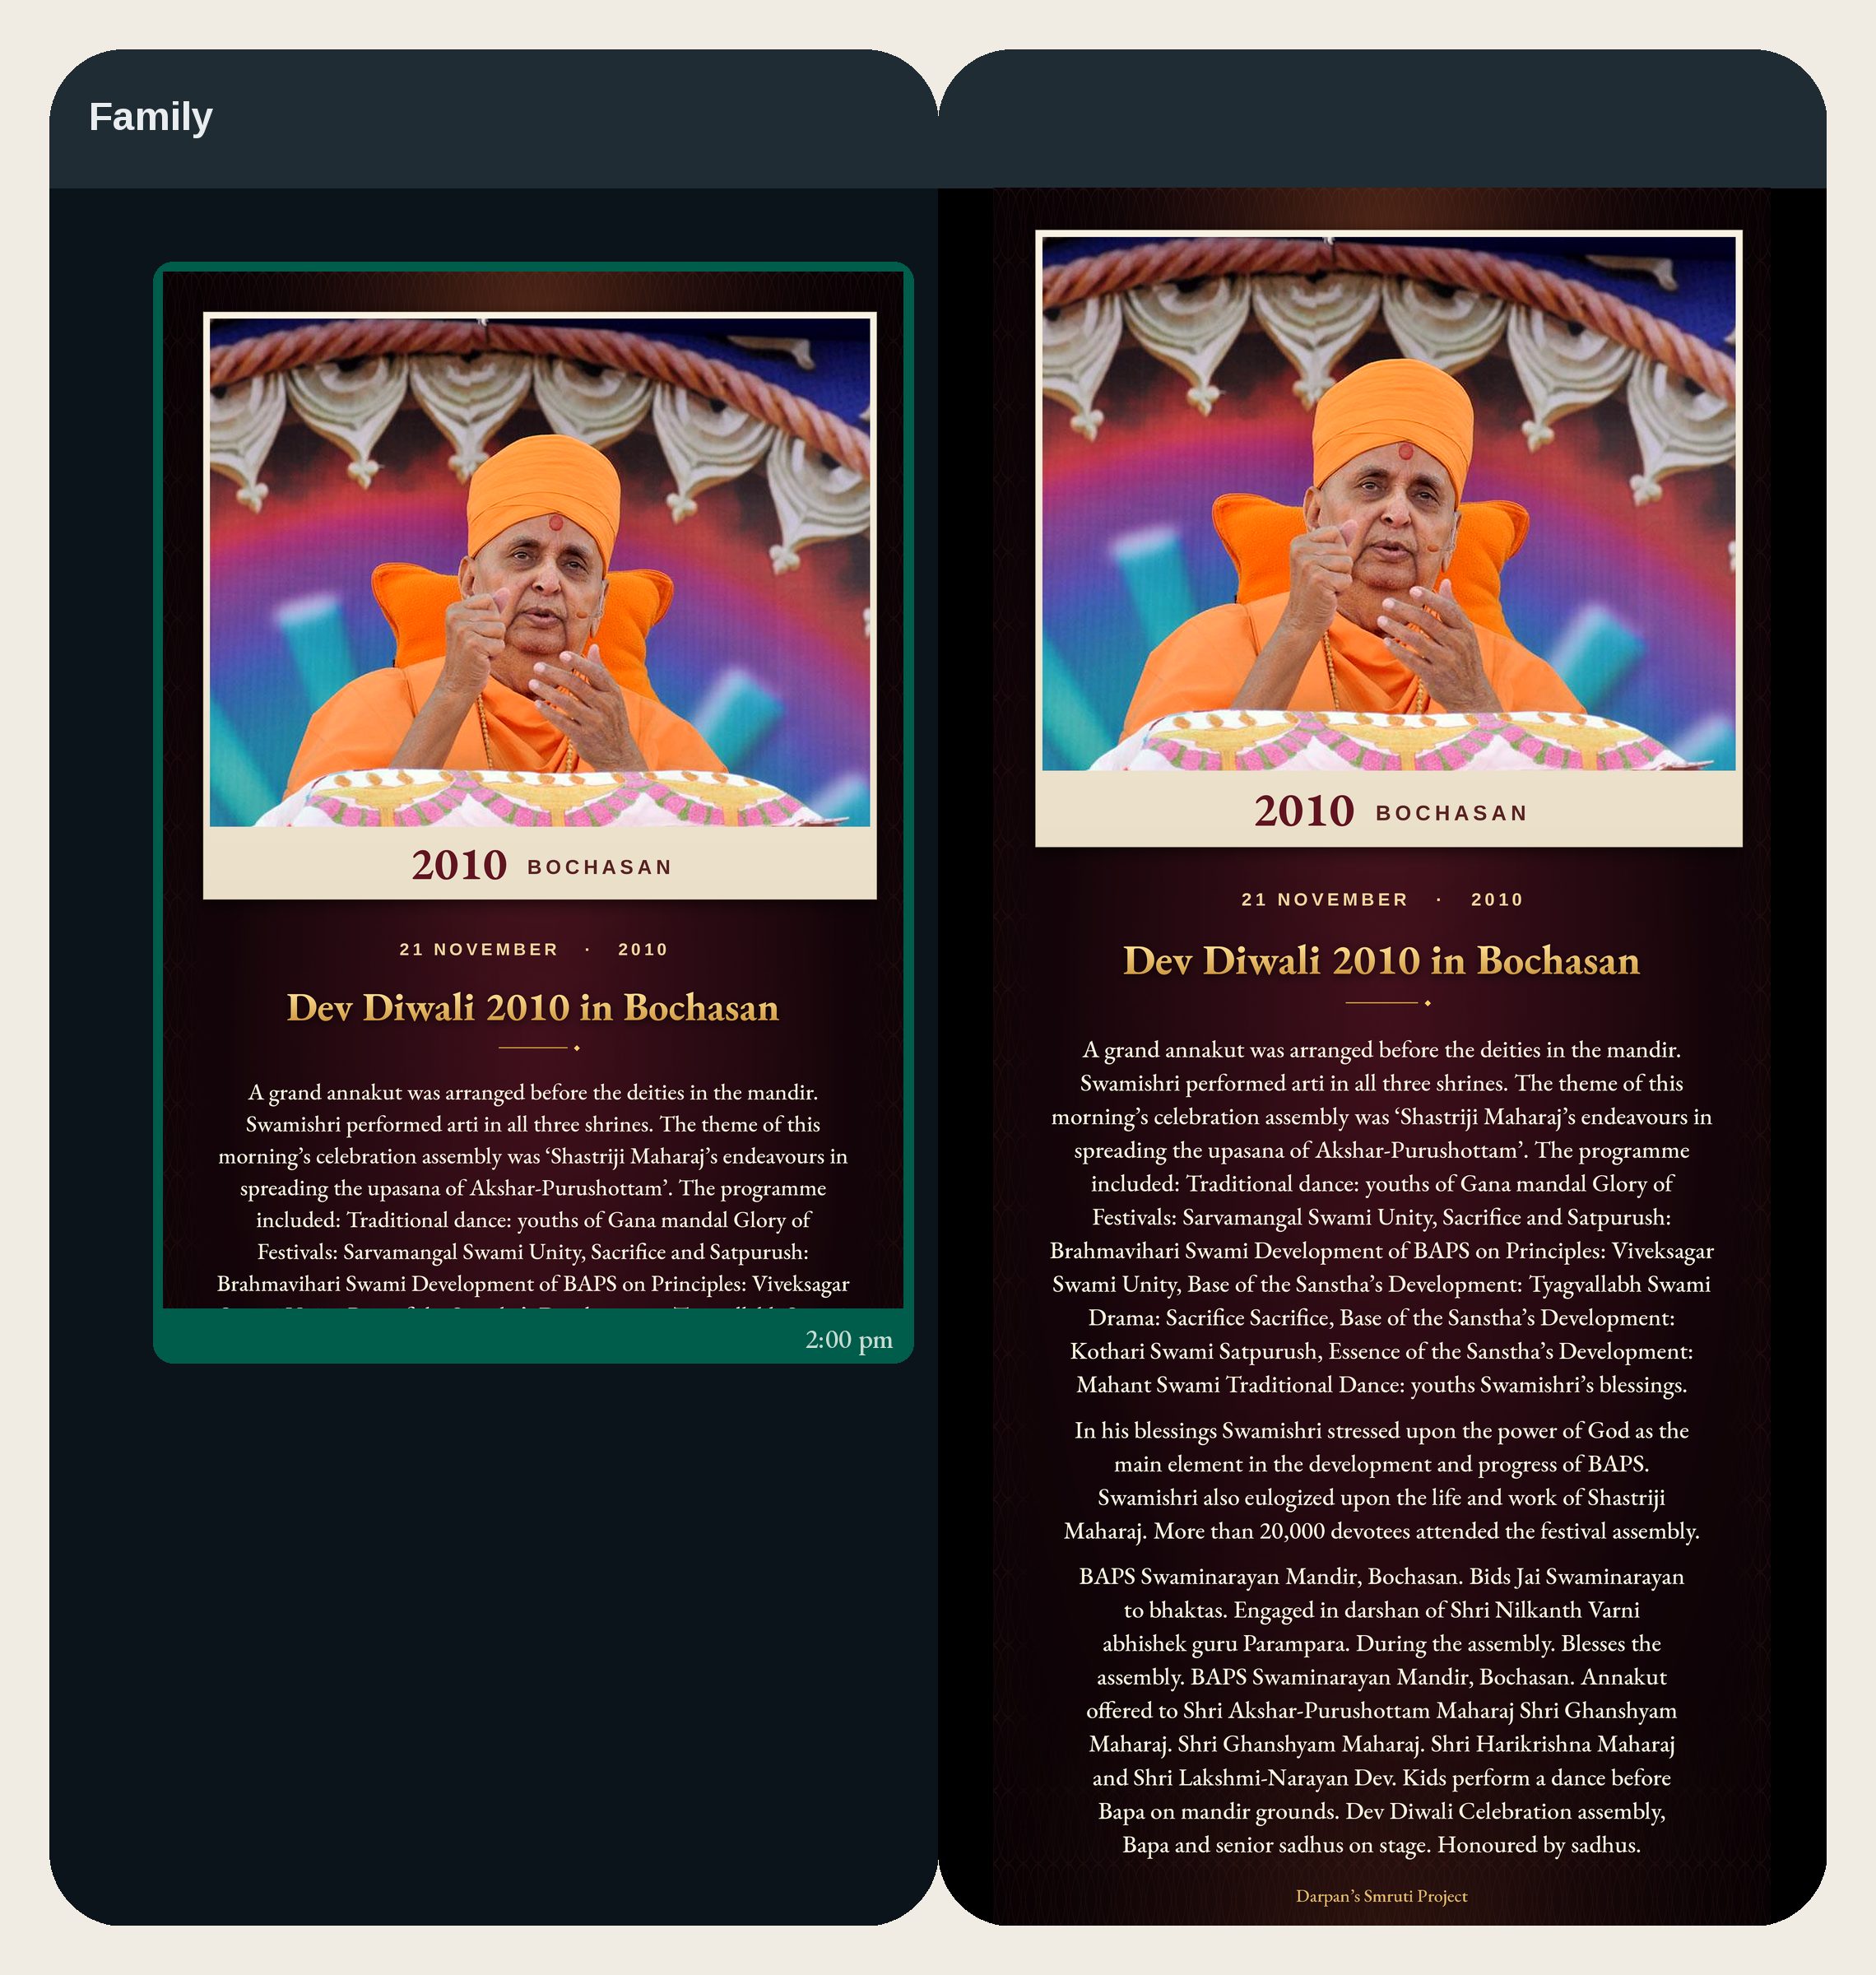 Family
2010 BOCHASAN
21 NOVEMBER · 2010
Dev Diwali 2010 in Bochasan
A grand annakut was arranged before the deities in the mandir.
Swamishri performed arti in all three shrines. The theme of this
morning’s celebration assembly was ‘Shastriji Maharaj’s endeavours in
spreading the upasana of Akshar-Purushottam’. The programme
included: Traditional dance: youths of Gana mandal Glory of
Festivals: Sarvamangal Swami Unity, Sacrifice and Satpurush:
Brahmavihari Swami Development of BAPS on Principles: Viveksagar
2:00 pm
2010 BOCHASAN
21 NOVEMBER · 2010
Dev Diwali 2010 in Bochasan
A grand annakut was arranged before the deities in the mandir.
Swamishri performed arti in all three shrines. The theme of this
morning’s celebration assembly was ‘Shastriji Maharaj’s endeavours in
spreading the upasana of Akshar-Purushottam’. The programme
included: Traditional dance: youths of Gana mandal Glory of
Festivals: Sarvamangal Swami Unity, Sacrifice and Satpurush:
Brahmavihari Swami Development of BAPS on Principles: Viveksagar
Swami Unity, Base of the Sanstha’s Development: Tyagvallabh Swami
Drama: Sacrifice Sacrifice, Base of the Sanstha’s Development:
Kothari Swami Satpurush, Essence of the Sanstha’s Development:
Mahant Swami Traditional Dance: youths Swamishri’s blessings.
In his blessings Swamishri stressed upon the power of God as the
main element in the development and progress of BAPS.
Swamishri also eulogized upon the life and work of Shastriji
Maharaj. More than 20,000 devotees attended the festival assembly.
BAPS Swaminarayan Mandir, Bochasan. Bids Jai Swaminarayan
to bhaktas. Engaged in darshan of Shri Nilkanth Varni
abhishek guru Parampara. During the assembly. Blesses the
assembly. BAPS Swaminarayan Mandir, Bochasan. Annakut
offered to Shri Akshar-Purushottam Maharaj Shri Ghanshyam
Maharaj. Shri Ghanshyam Maharaj. Shri Harikrishna Maharaj
and Shri Lakshmi-Narayan Dev. Kids perform a dance before
Bapa on mandir grounds. Dev Diwali Celebration assembly,
Bapa and senior sadhus on stage. Honoured by sadhus.
Darpan’s Smruti Project